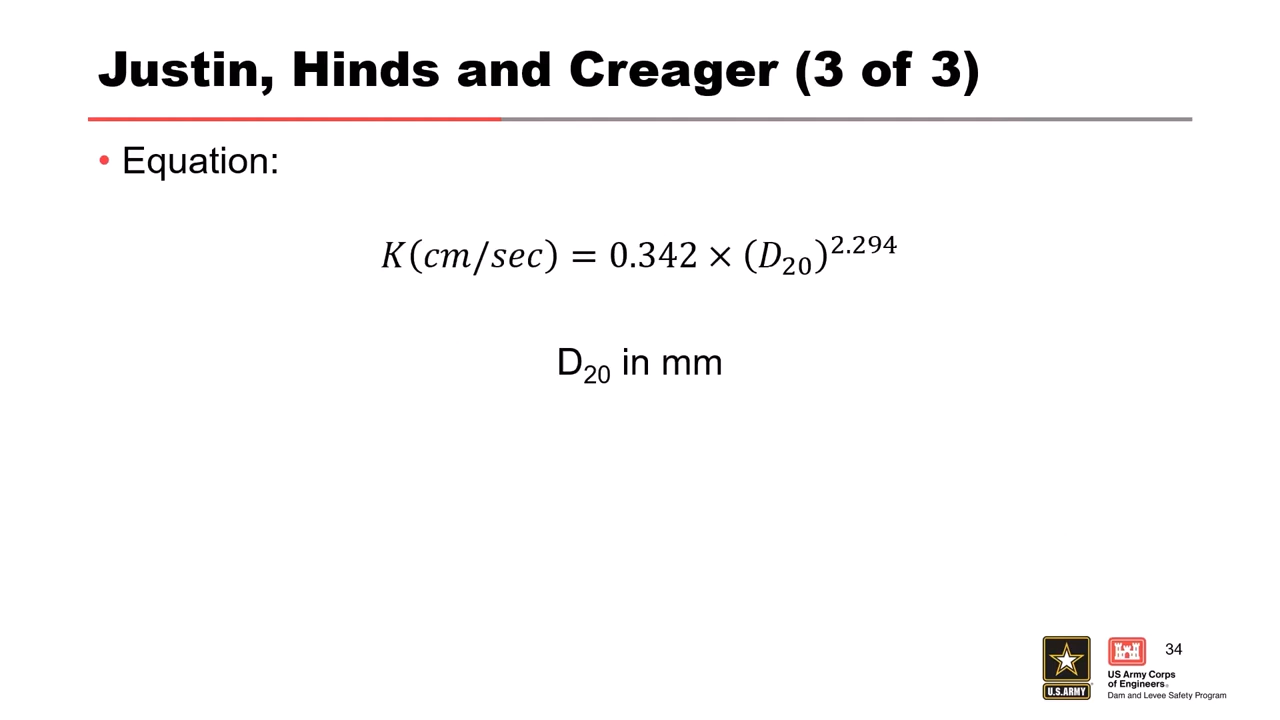 Justin, Hinds and Creager (3 of 3)
• Equation:
K(cm/sec) = 0.342 × (D₂₀)^2.294
D₂₀ in mm
34
U.S.ARMY
US Army Corps
of Engineers®
Dam and Levee Safety Program